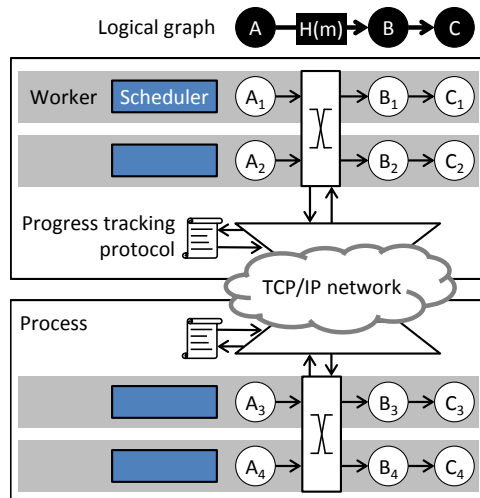 Logical graph A H(m) B C
Worker Scheduler A1 B1 C1
A2 B2 C2
Progress tracking
protocol
TCP/IP network
Process
A3 B3 C3
A4 B4 C4